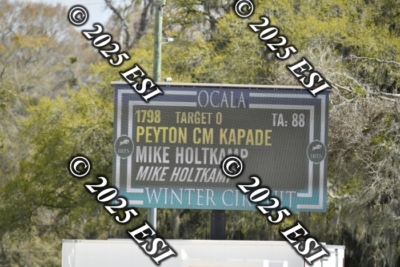 OCALA
1798 TARGET 0 TA: 88
PEYTON CM KAPADE
MIKE HOLTKAMP
MIKE HOLTKAMP
WINTER CIRCUIT
© 2025 ESI
© 2025 ESI
© 2025 ESI
© 2025 ESI